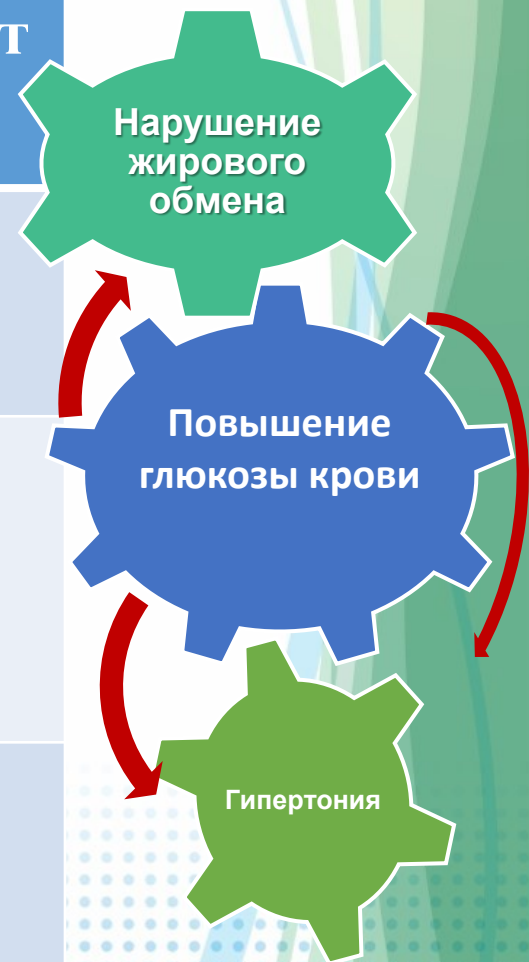 т
Нарушение
жирового
обмена
Повышение
глюкозы крови
Гипертония